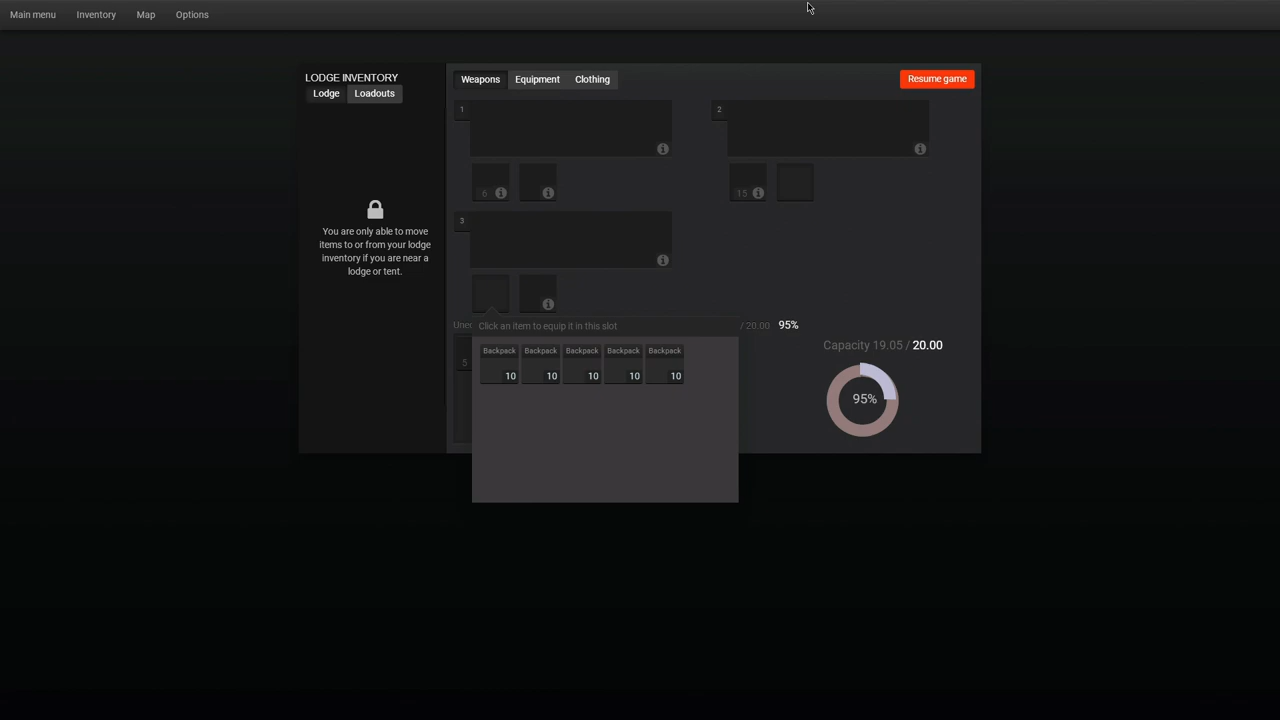 Main menu Inventory Map Options
LODGE INVENTORY
Lodge Loadouts
Weapons Equipment Clothing
Resume game
1
2
6
15
3
You are only able to move
items to or from your lodge
inventory if you are near a
lodge or tent.
Click an item to equip it in this slot
/ 20.00 95%
Backpack Backpack Backpack Backpack Backpack
10 10 10 10 10
5
Capacity 19.05 / 20.00
95%